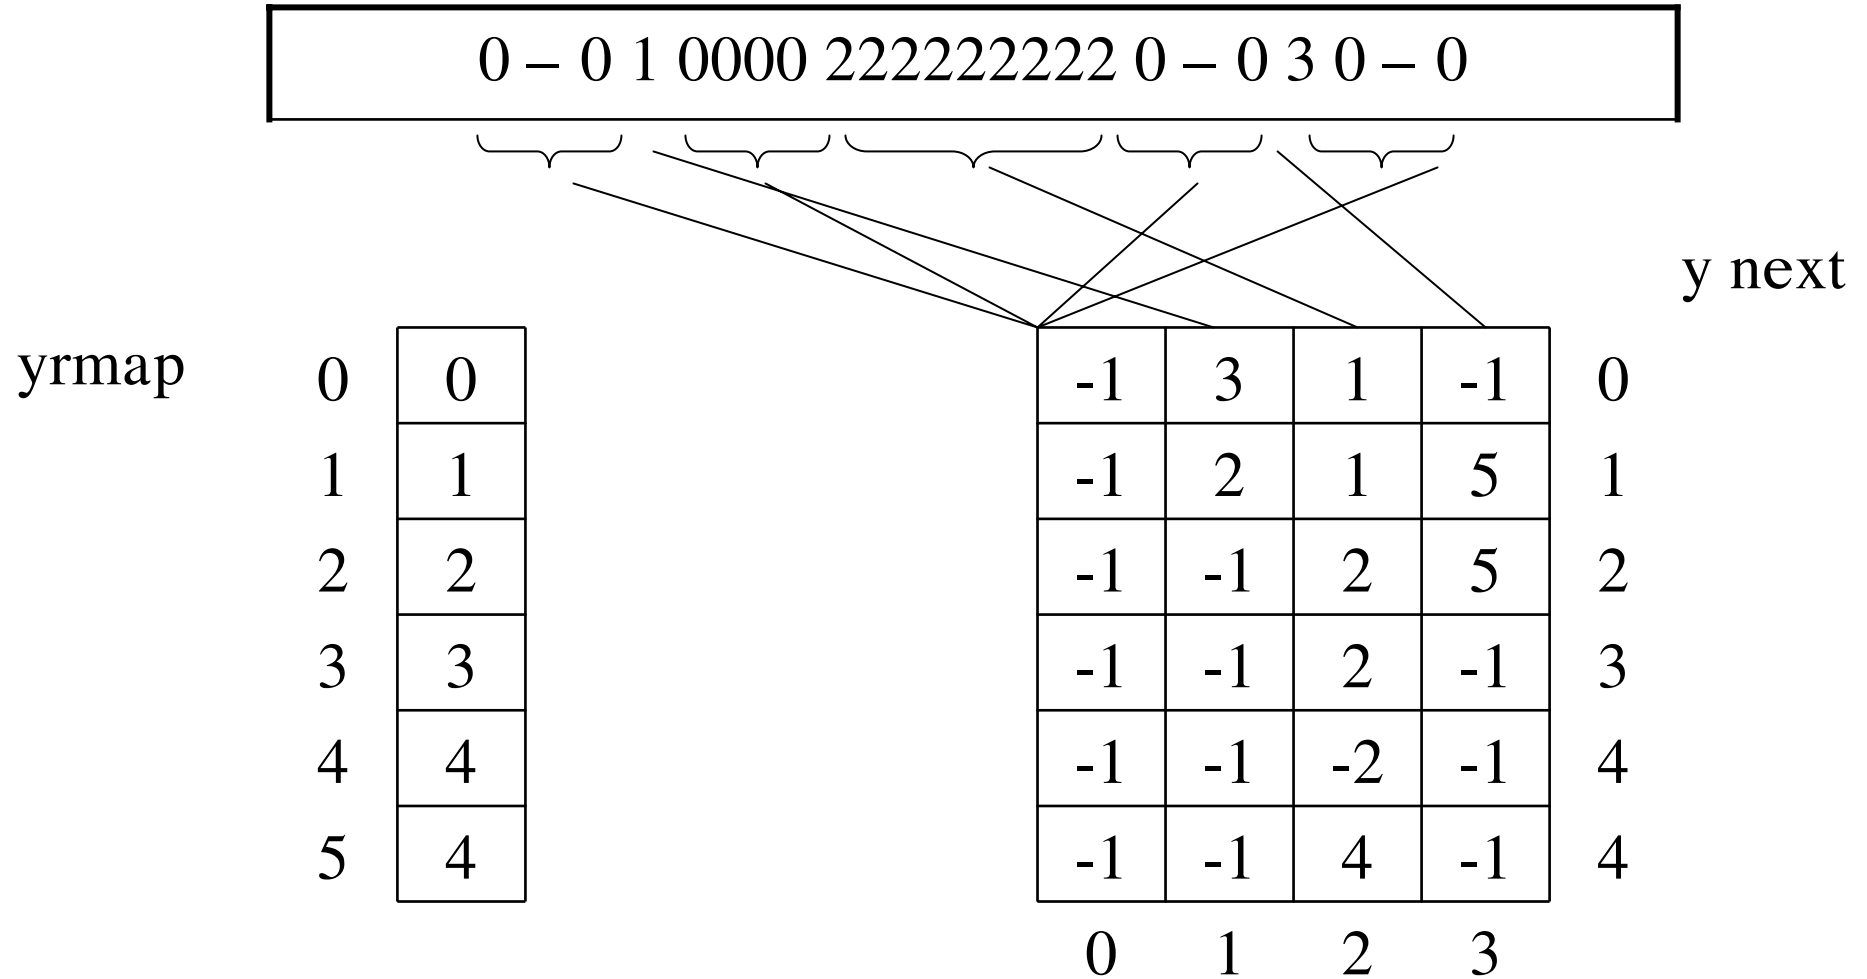 0 – 0 1 0000 222222222 0 – 0 3 0 – 0
y next
yrmap
0 0 -1 3 1 -1 0
1 1 -1 2 1 5 1
2 2 -1 -1 2 5 2
3 3 -1 -1 2 -1 3
4 4 -1 -1 -2 -1 4
5 4 -1 -1 4 -1 4
0 1 2 3